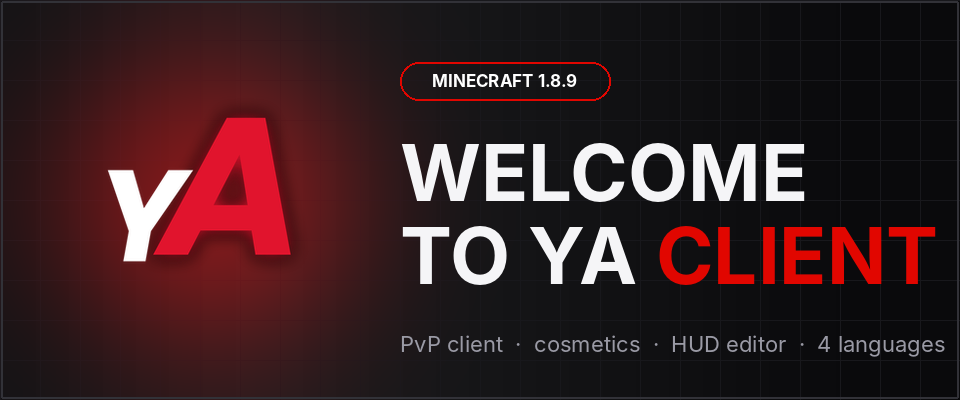 YA
MINECRAFT 1.8.9
WELCOME
TO YA CLIENT
PvP client · cosmetics · HUD editor · 4 languages